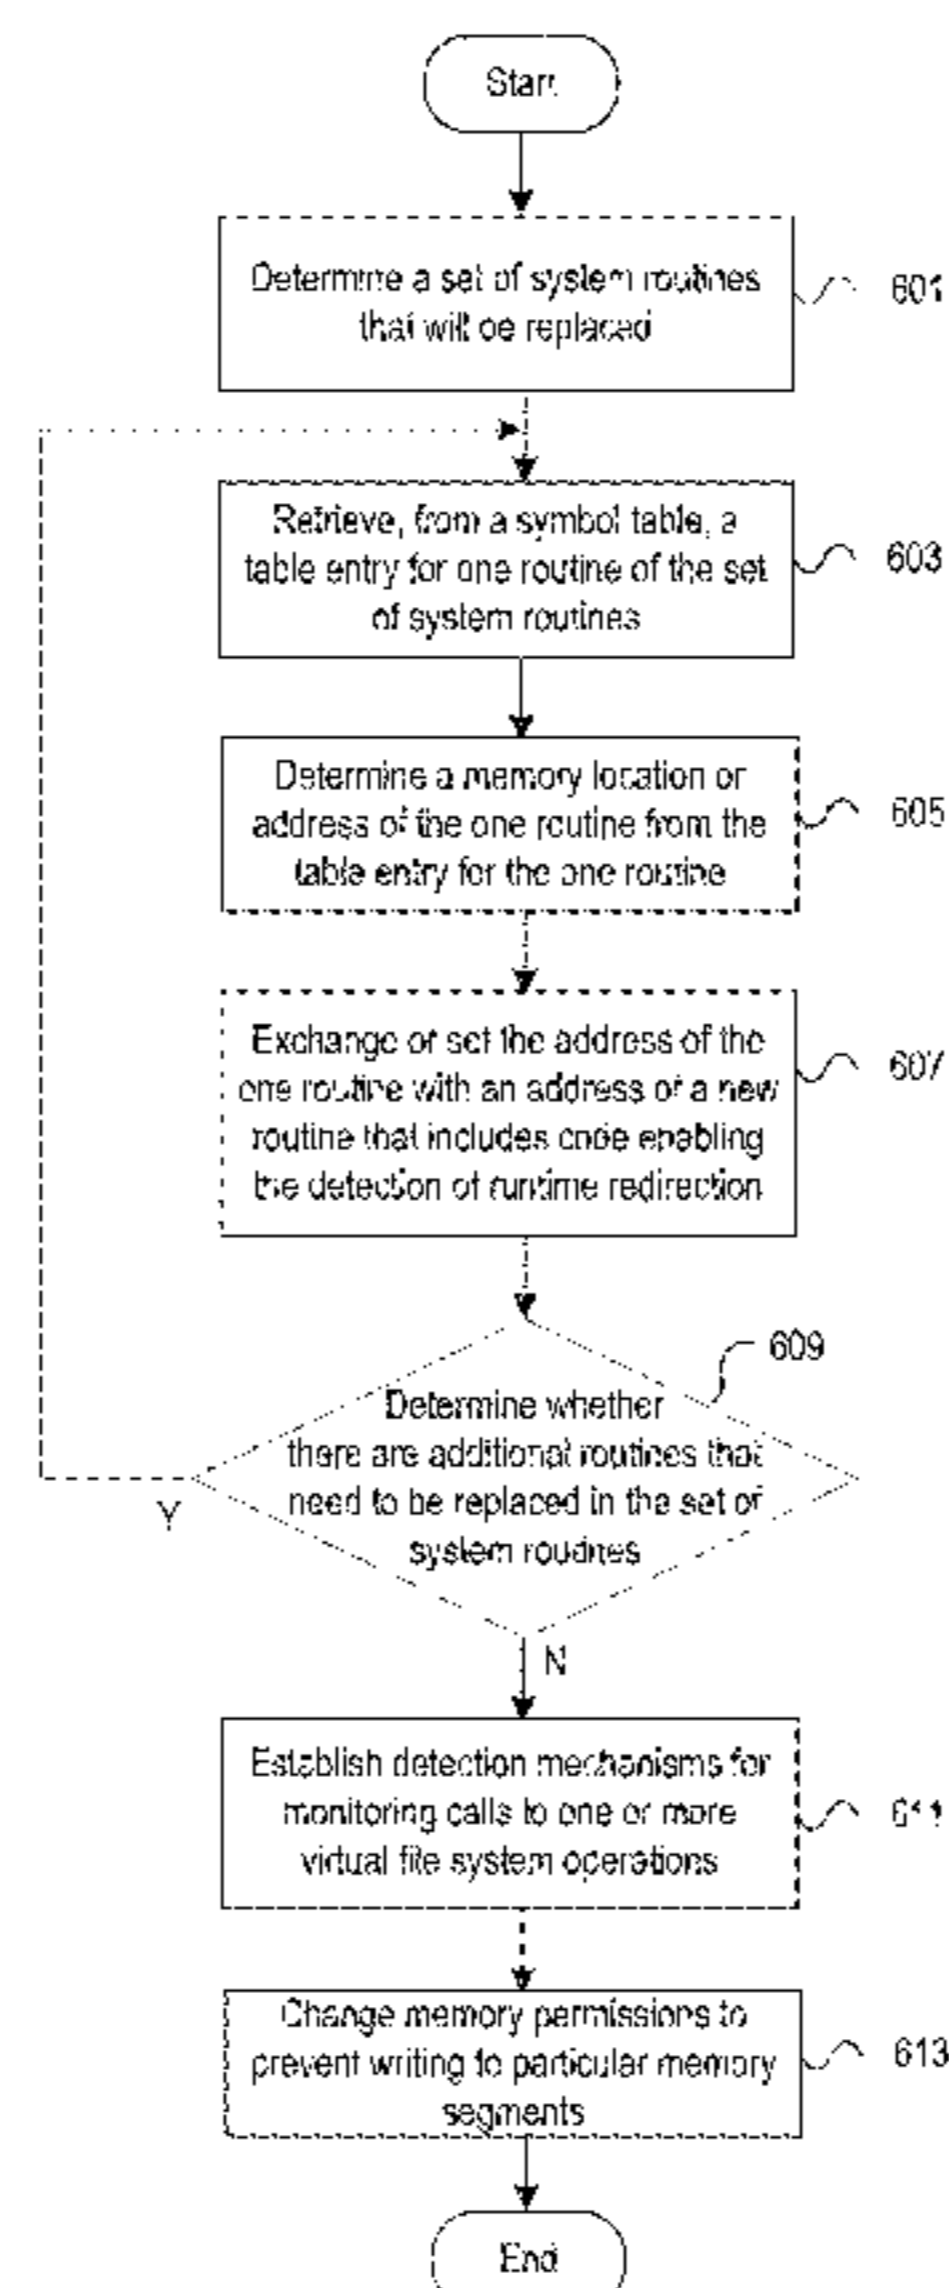 Start
Determine a set of system routines
that will be replaced
601
Retrieve, from a symbol table, a
table entry for one routine of the set
of system routines
603
Determine a memory location or
address of the one routine from the
table entry for the one routine
605
Exchange or set the address of the
one routine with an address of a new
routine that includes code enabling
the detection of runtime redirection
607
609
Determine whether
there are additional routines that
need to be replaced in the set of
system routines
Y
N
Establish detection mechanisms for
monitoring calls to one or more
virtual file system operations
611
Change memory permissions to
prevent writing to particular memory
segments
613
End